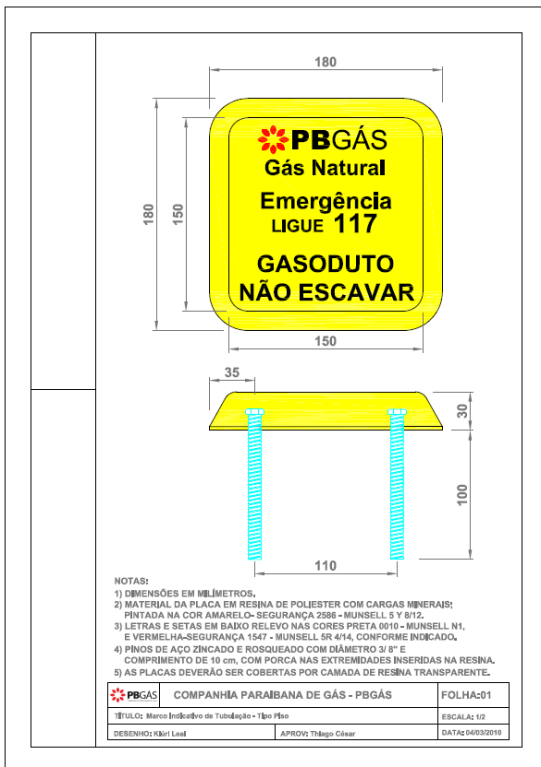 180
180
150
PBGÁS
Gás Natural
Emergência
LIGUE 117
GASODUTO
NÃO ESCAVAR
150
35
30
100
110
NOTAS:
1) DIMENSÕES EM MILÍMETROS.
2) MATERIAL DA PLACA EM RESINA DE POLIESTER COM CARGAS MINERAIS;
PINTADA NA COR AMARELO- SEGURANÇA 2586 - MUNSELL 5 Y 8/12.
3) LETRAS E SETAS EM BAIXO RELEVO NAS CORES PRETA 0010 - MUNSELL N1,
E VERMELHA-SEGURANÇA 1547 - MUNSELL 5R 4/14, CONFORME INDICADO.
4) PINOS DE AÇO ZINCADO E ROSQUEADO COM DIÂMETRO 3/ 8" E
COMPRIMENTO DE 10 cm, COM PORCA NAS EXTREMIDADES INSERIDAS NA RESINA.
5) AS PLACAS DEVERÃO SER COBERTAS POR CAMADA DE RESINA TRANSPARENTE.
PBGÁS COMPANHIA PARAIBANA DE GÁS - PBGÁS FOLHA:01
TÍTULO: Marco Indicativo de Tubulação - Tipo Piso ESCALA: 1/2
DESENHO: Kiúri Leal APROV: Thiago César DATA: 04/03/2010